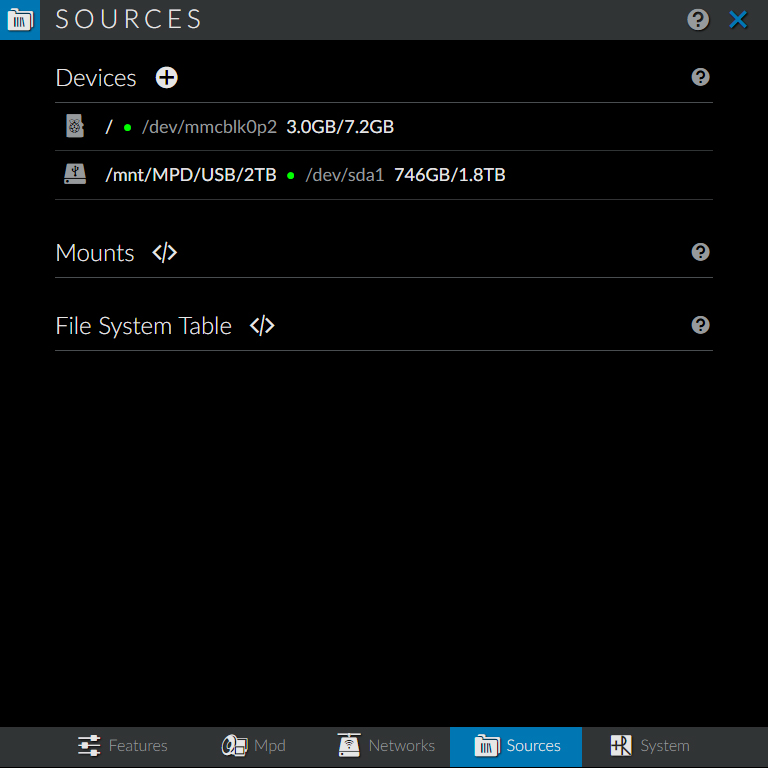 SOURCES
Devices
/ • /dev/mmcblk0p2 3.0GB/7.2GB
/mnt/MPD/USB/2TB • /dev/sda1 746GB/1.8TB
Mounts </>
File System Table </>
Features Mpd Networks Sources +R System